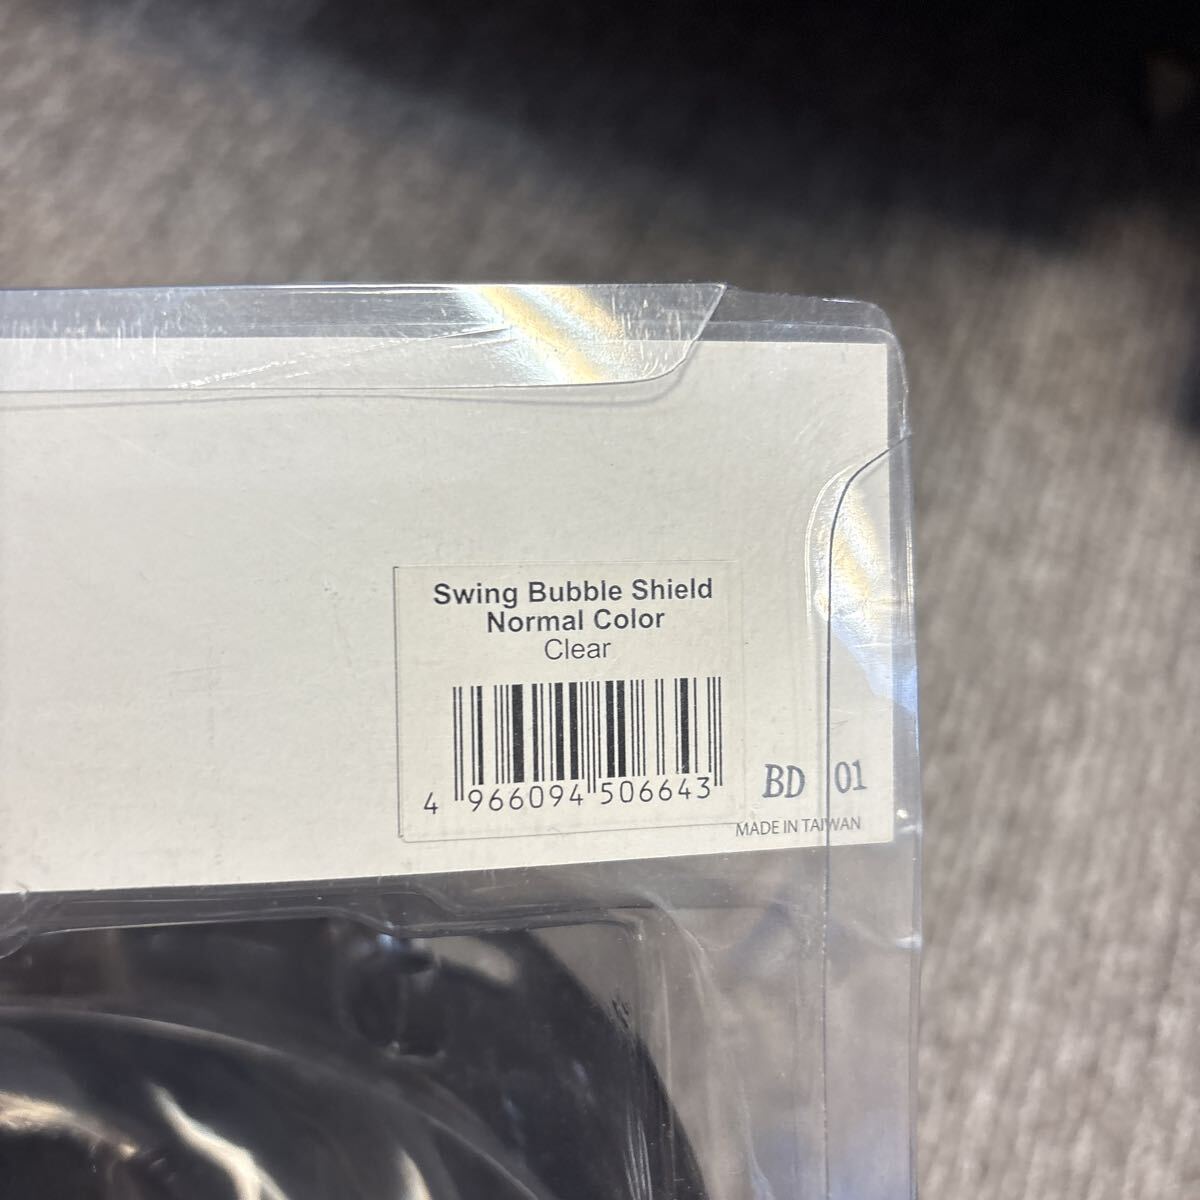 Swing Bubble Shield
Normal Color
Clear
4 966094 506643
BD 01
MADE IN TAIWAN